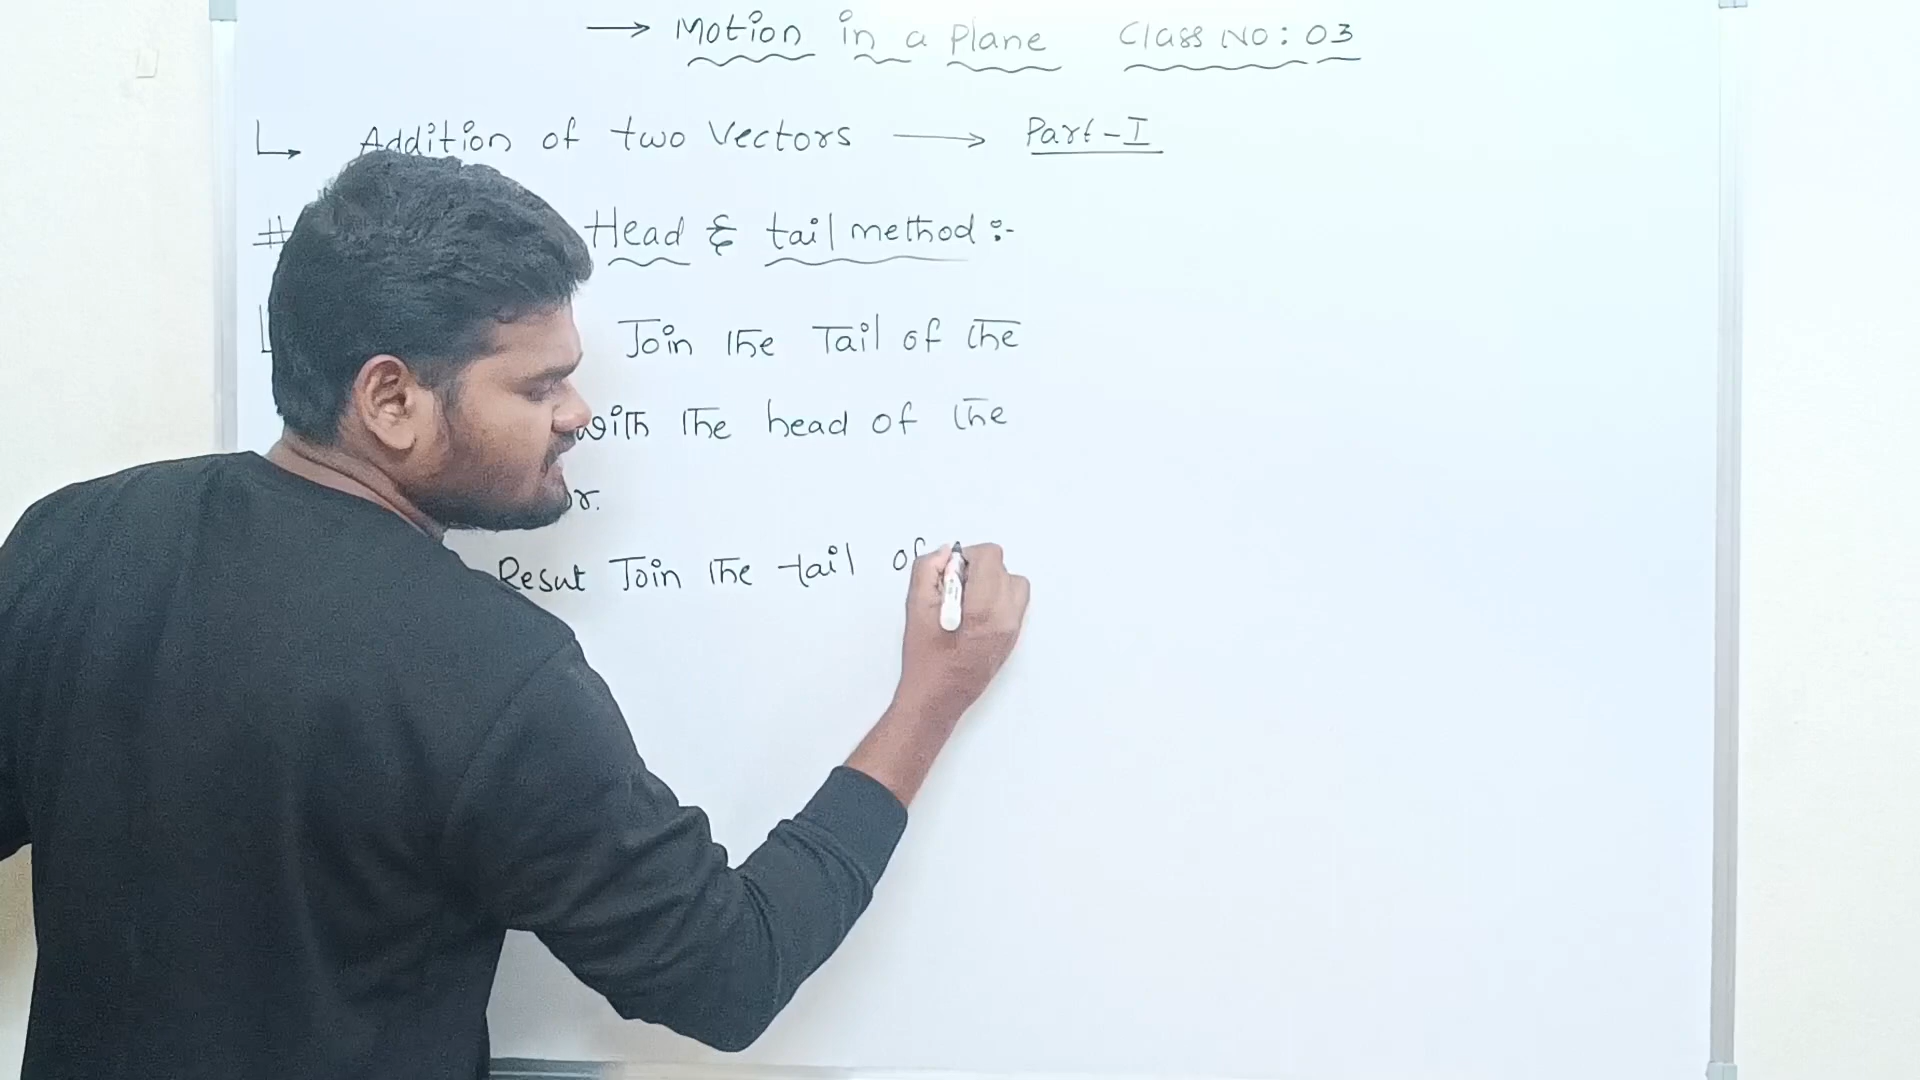 → Motion in a Plane Class NO: 03
↳ Addition of two Vectors → Part-I
# Head & tail method :-
Join the Tail of the
with the head of the
or.
Resut Join the tail of